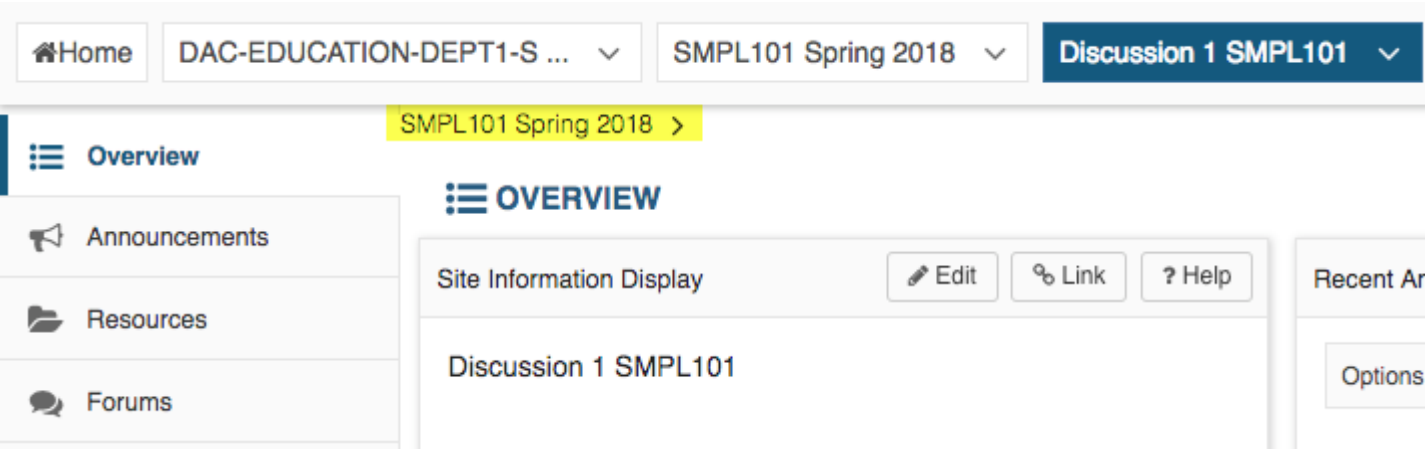 Home DAC-EDUCATION-DEPT1-S ... SMPL101 Spring 2018 Discussion 1 SMPL101
SMPL101 Spring 2018 >
Overview
OVERVIEW
Announcements
Site Information Display Edit Link ? Help Recent An
Resources
Discussion 1 SMPL101
Options
Forums